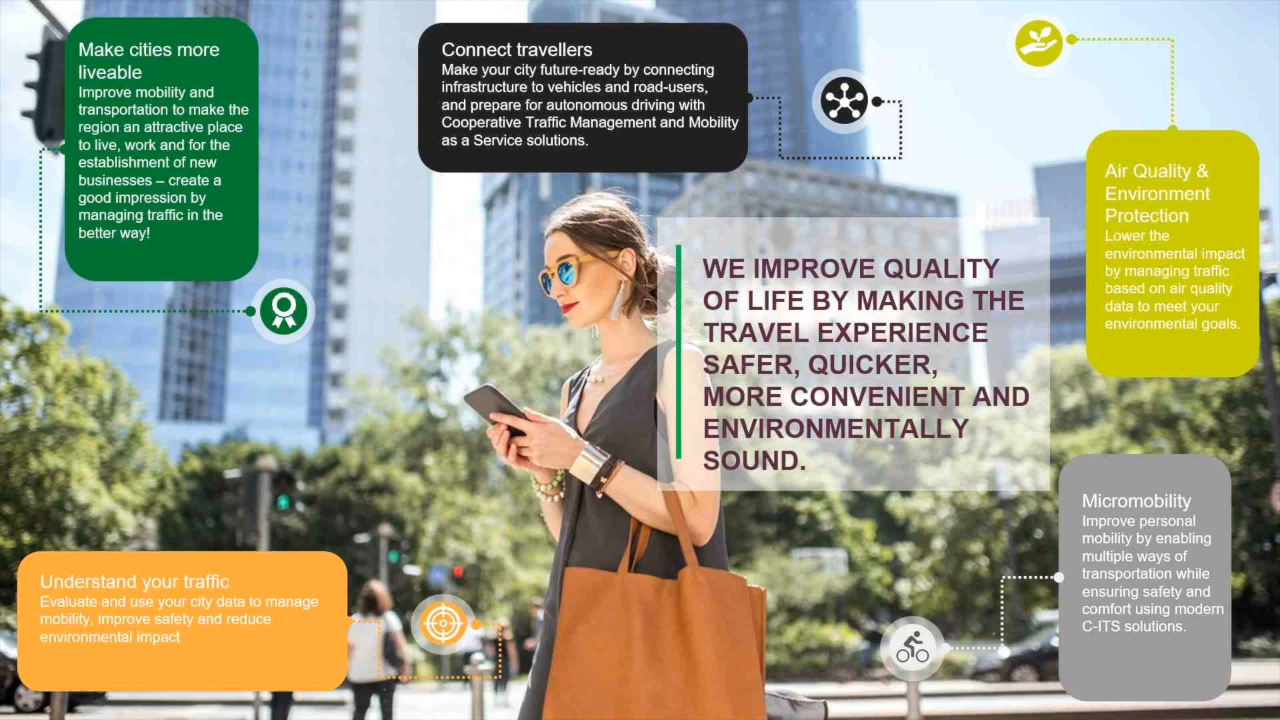 Make cities more
liveable
Improve mobility and
transportation to make the
region an attractive place
to live, work and for the
establishment of new
businesses – create a
good impression by
managing traffic in the
better way!
Connect travellers
Make your city future-ready by connecting
infrastructure to vehicles and road-users,
and prepare for autonomous driving with
Cooperative Traffic Management and Mobility
as a Service solutions.
Air Quality &
Environment
Protection
Lower the
environmental impact
by managing traffic
based on air quality
data to meet your
environmental goals.
WE IMPROVE QUALITY
OF LIFE BY MAKING THE
TRAVEL EXPERIENCE
SAFER, QUICKER,
MORE CONVENIENT AND
ENVIRONMENTALLY
SOUND.
Understand your traffic
Evaluate and use your city data to manage
mobility, improve safety and reduce
environmental impact
Micromobility
Improve personal
mobility by enabling
multiple ways of
transportation while
ensuring safety and
comfort using modern
C-ITS solutions.